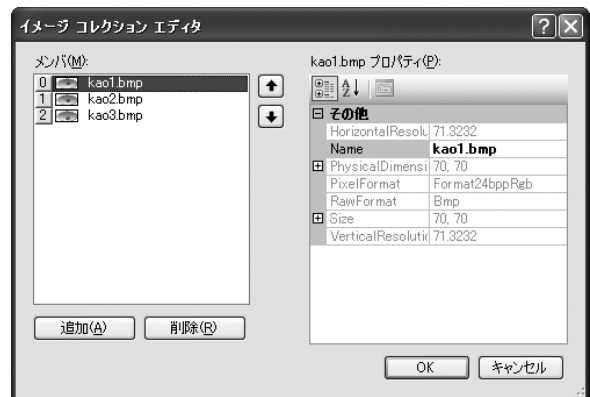 イメージ コレクション エディタ
メンバ(M):
0 kao1.bmp
1 kao2.bmp
2 kao3.bmp
追加(A) 削除(R)
kao1.bmp プロパティ(P):
その他
HorizontalResolu 71.3232
Name kao1.bmp
PhysicalDimensi 70, 70
PixelFormat Format24bppRgb
RawFormat Bmp
Size 70, 70
VerticalResolutio 71.3232
OK キャンセル